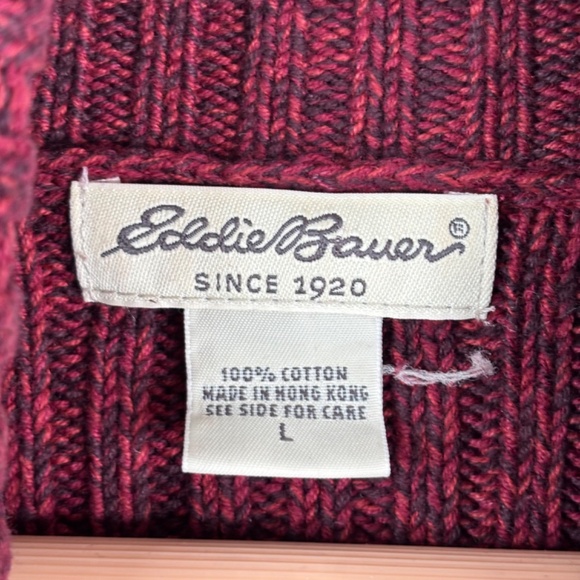 Eddie Bauer®
SINCE 1920
100% COTTON
MADE IN HONG KONG
SEE SIDE FOR CARE
L